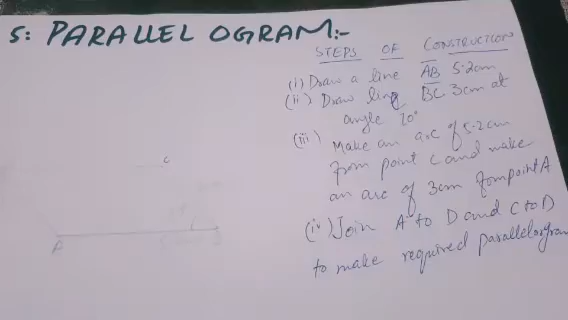 5: PARALLELOGRAM:-
STEPS OF CONSTRUCTION
(i) Draw a line AB 5.2cm
(ii) Draw line BC 3cm at
angle 70°
(iii) Make an arc of 5.2cm
from point C and make
an arc of 3cm from point A
(iv) Join A to D and C to D
to make required parallelogram
C
A